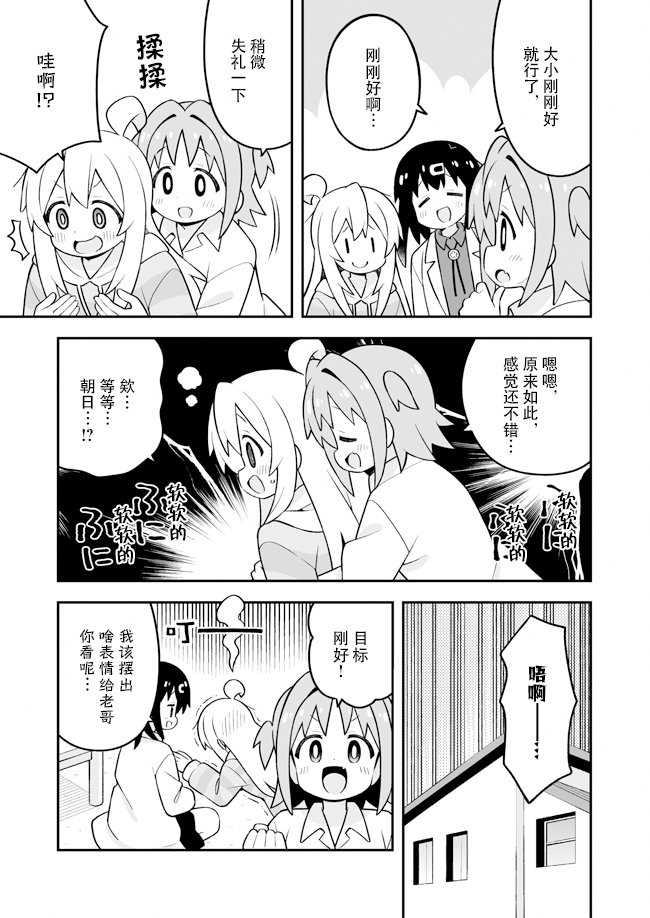 大小刚刚好
就行了，
刚刚好啊…
稍微
失礼一下
揉揉
哇啊!?
嗯嗯，
原来如此，
感觉还不错…
软软的
ふに
软软的
ふに
欸…
等等…
朝日…!?
软软的
ふに
软软的
ふに
唔啊——…
目标
刚好！
叮——
我该摆出
啥表情给老哥
你看呢…